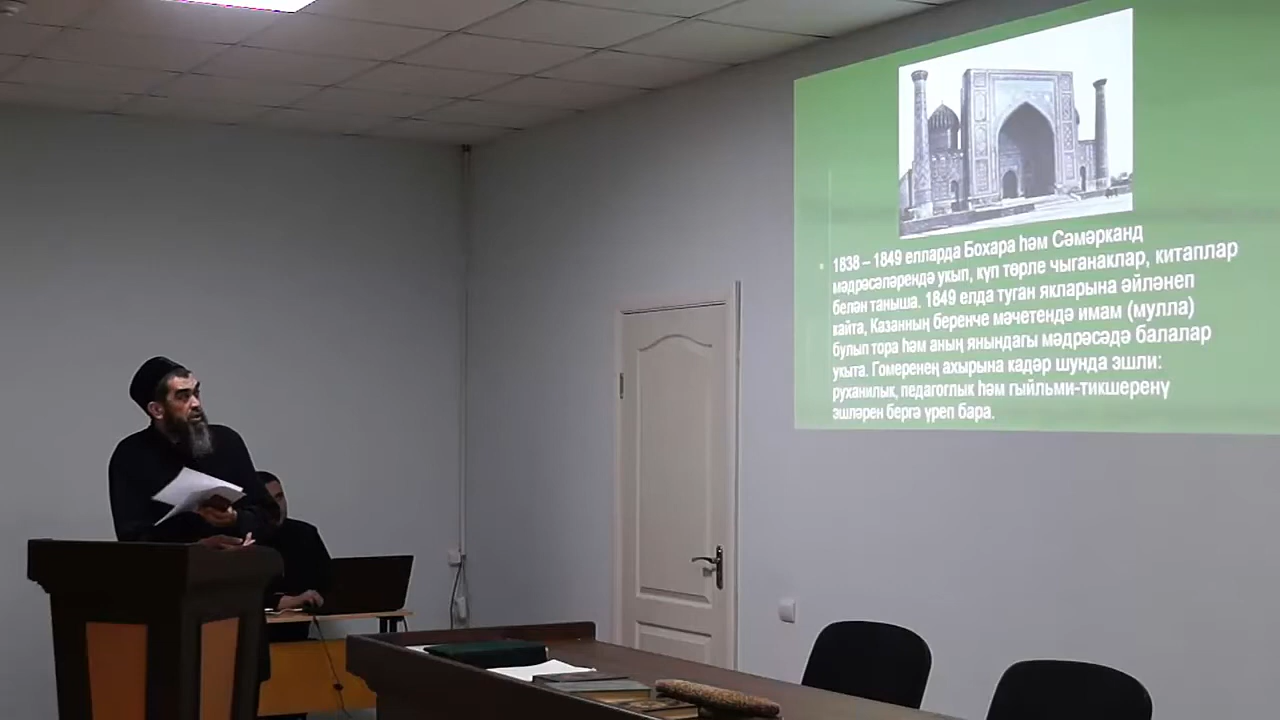 1838 – 1849 елларда Бохара һәм Сәмәрканд
мәдрәсәләрендә укып, күп төрле чыганаклар, китаплар
белән таныша. 1849 елда туган якларына әйләнеп
кайта, Казанның беренче мәчетендә имам (мулла)
булып тора һәм аның янындагы мәдрәсәдә балалар
укыта. Гомеренең ахырына кадәр шунда эшли:
руханилык, педагоглык һәм гыйльми-тикшеренү
эшләрен бергә үреп бара.